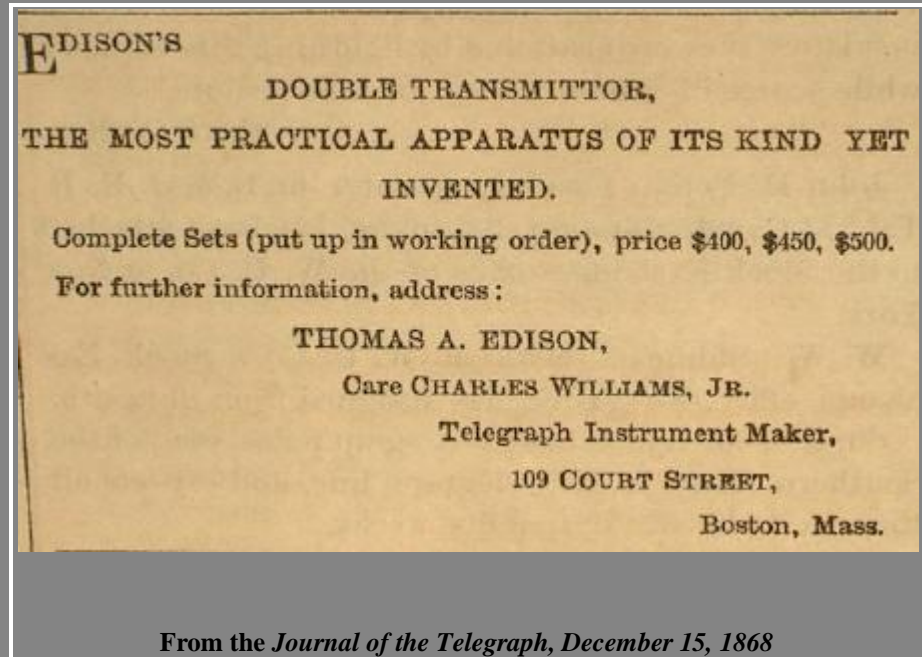 EDISON'S
DOUBLE TRANSMITTOR,
THE MOST PRACTICAL APPARATUS OF ITS KIND YET
INVENTED.
Complete Sets (put up in working order), price $400, $450, $500.
For further information, address:
THOMAS A. EDISON,
Care CHARLES WILLIAMS, JR.
Telegraph Instrument Maker,
109 COURT STREET,
Boston, Mass.
From the Journal of the Telegraph, December 15, 1868